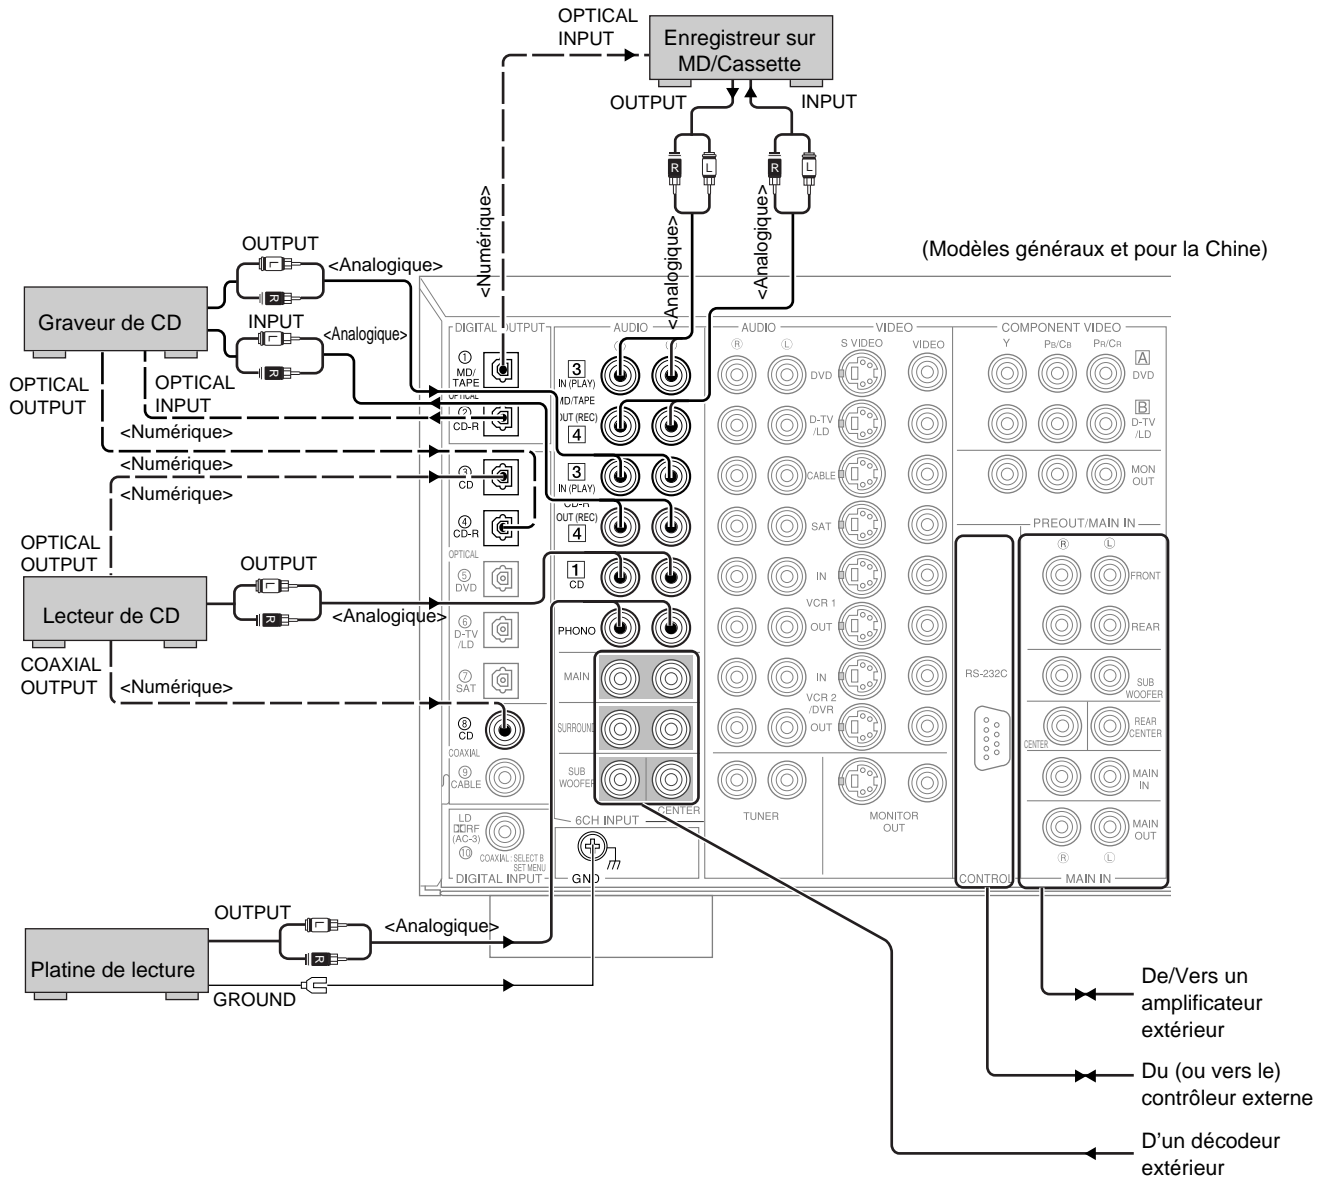 OPTICAL
INPUT
Enregistreur sur
MD/Cassette
OUTPUT
INPUT
R
L
R
L
<Numérique>
<Analogique>
<Analogique>
(Modèles généraux et pour la Chine)
OUTPUT
L
R
<Analogique>
Graveur de CD
INPUT
L
R
<Analogique>
OPTICAL
OUTPUT
OPTICAL
INPUT
<Numérique>
<Numérique>
<Numérique>
OPTICAL
OUTPUT
Lecteur de CD
OUTPUT
L
R
<Analogique>
COAXIAL
OUTPUT
<Numérique>
DIGITAL OUTPUT
① MD/
TAPE
OPTICAL
② CD-R
③ CD
④ CD-R
OPTICAL
⑤ DVD
⑥ D-TV
/LD
⑦ SAT
⑧ CD
COAXIAL
⑨ CABLE
LD
RF
(AC-3)
⑩
COAXIAL : SELECT B
SET MENU
DIGITAL INPUT
AUDIO
3
IN (PLAY)
MD/TAPE
OUT (REC)
4
3
IN (PLAY)
CD-R
OUT (REC)
4
1
CD
PHONO
MAIN
SURROUND
SUB
WOOFER
CENTER
6CH INPUT
GND
AUDIO
VIDEO
R
L
S VIDEO
VIDEO
DVD
D-TV
/LD
CABLE
SAT
IN
VCR 1
OUT
IN
VCR 2
/DVR
OUT
TUNER
MONITOR
OUT
COMPONENT VIDEO
Y
PB/CB
PR/CR
A
DVD
B
D-TV
/LD
MON
OUT
PREOUT/MAIN IN
R
L
FRONT
REAR
SUB
WOOFER
CENTER
REAR
CENTER
MAIN
IN
MAIN
OUT
R
L
MAIN IN
RS-232C
CONTROL
OUTPUT
L
R
<Analogique>
Platine de lecture
GROUND
De/Vers un
amplificateur
extérieur
Du (ou vers le)
contrôleur externe
D'un décodeur
extérieur